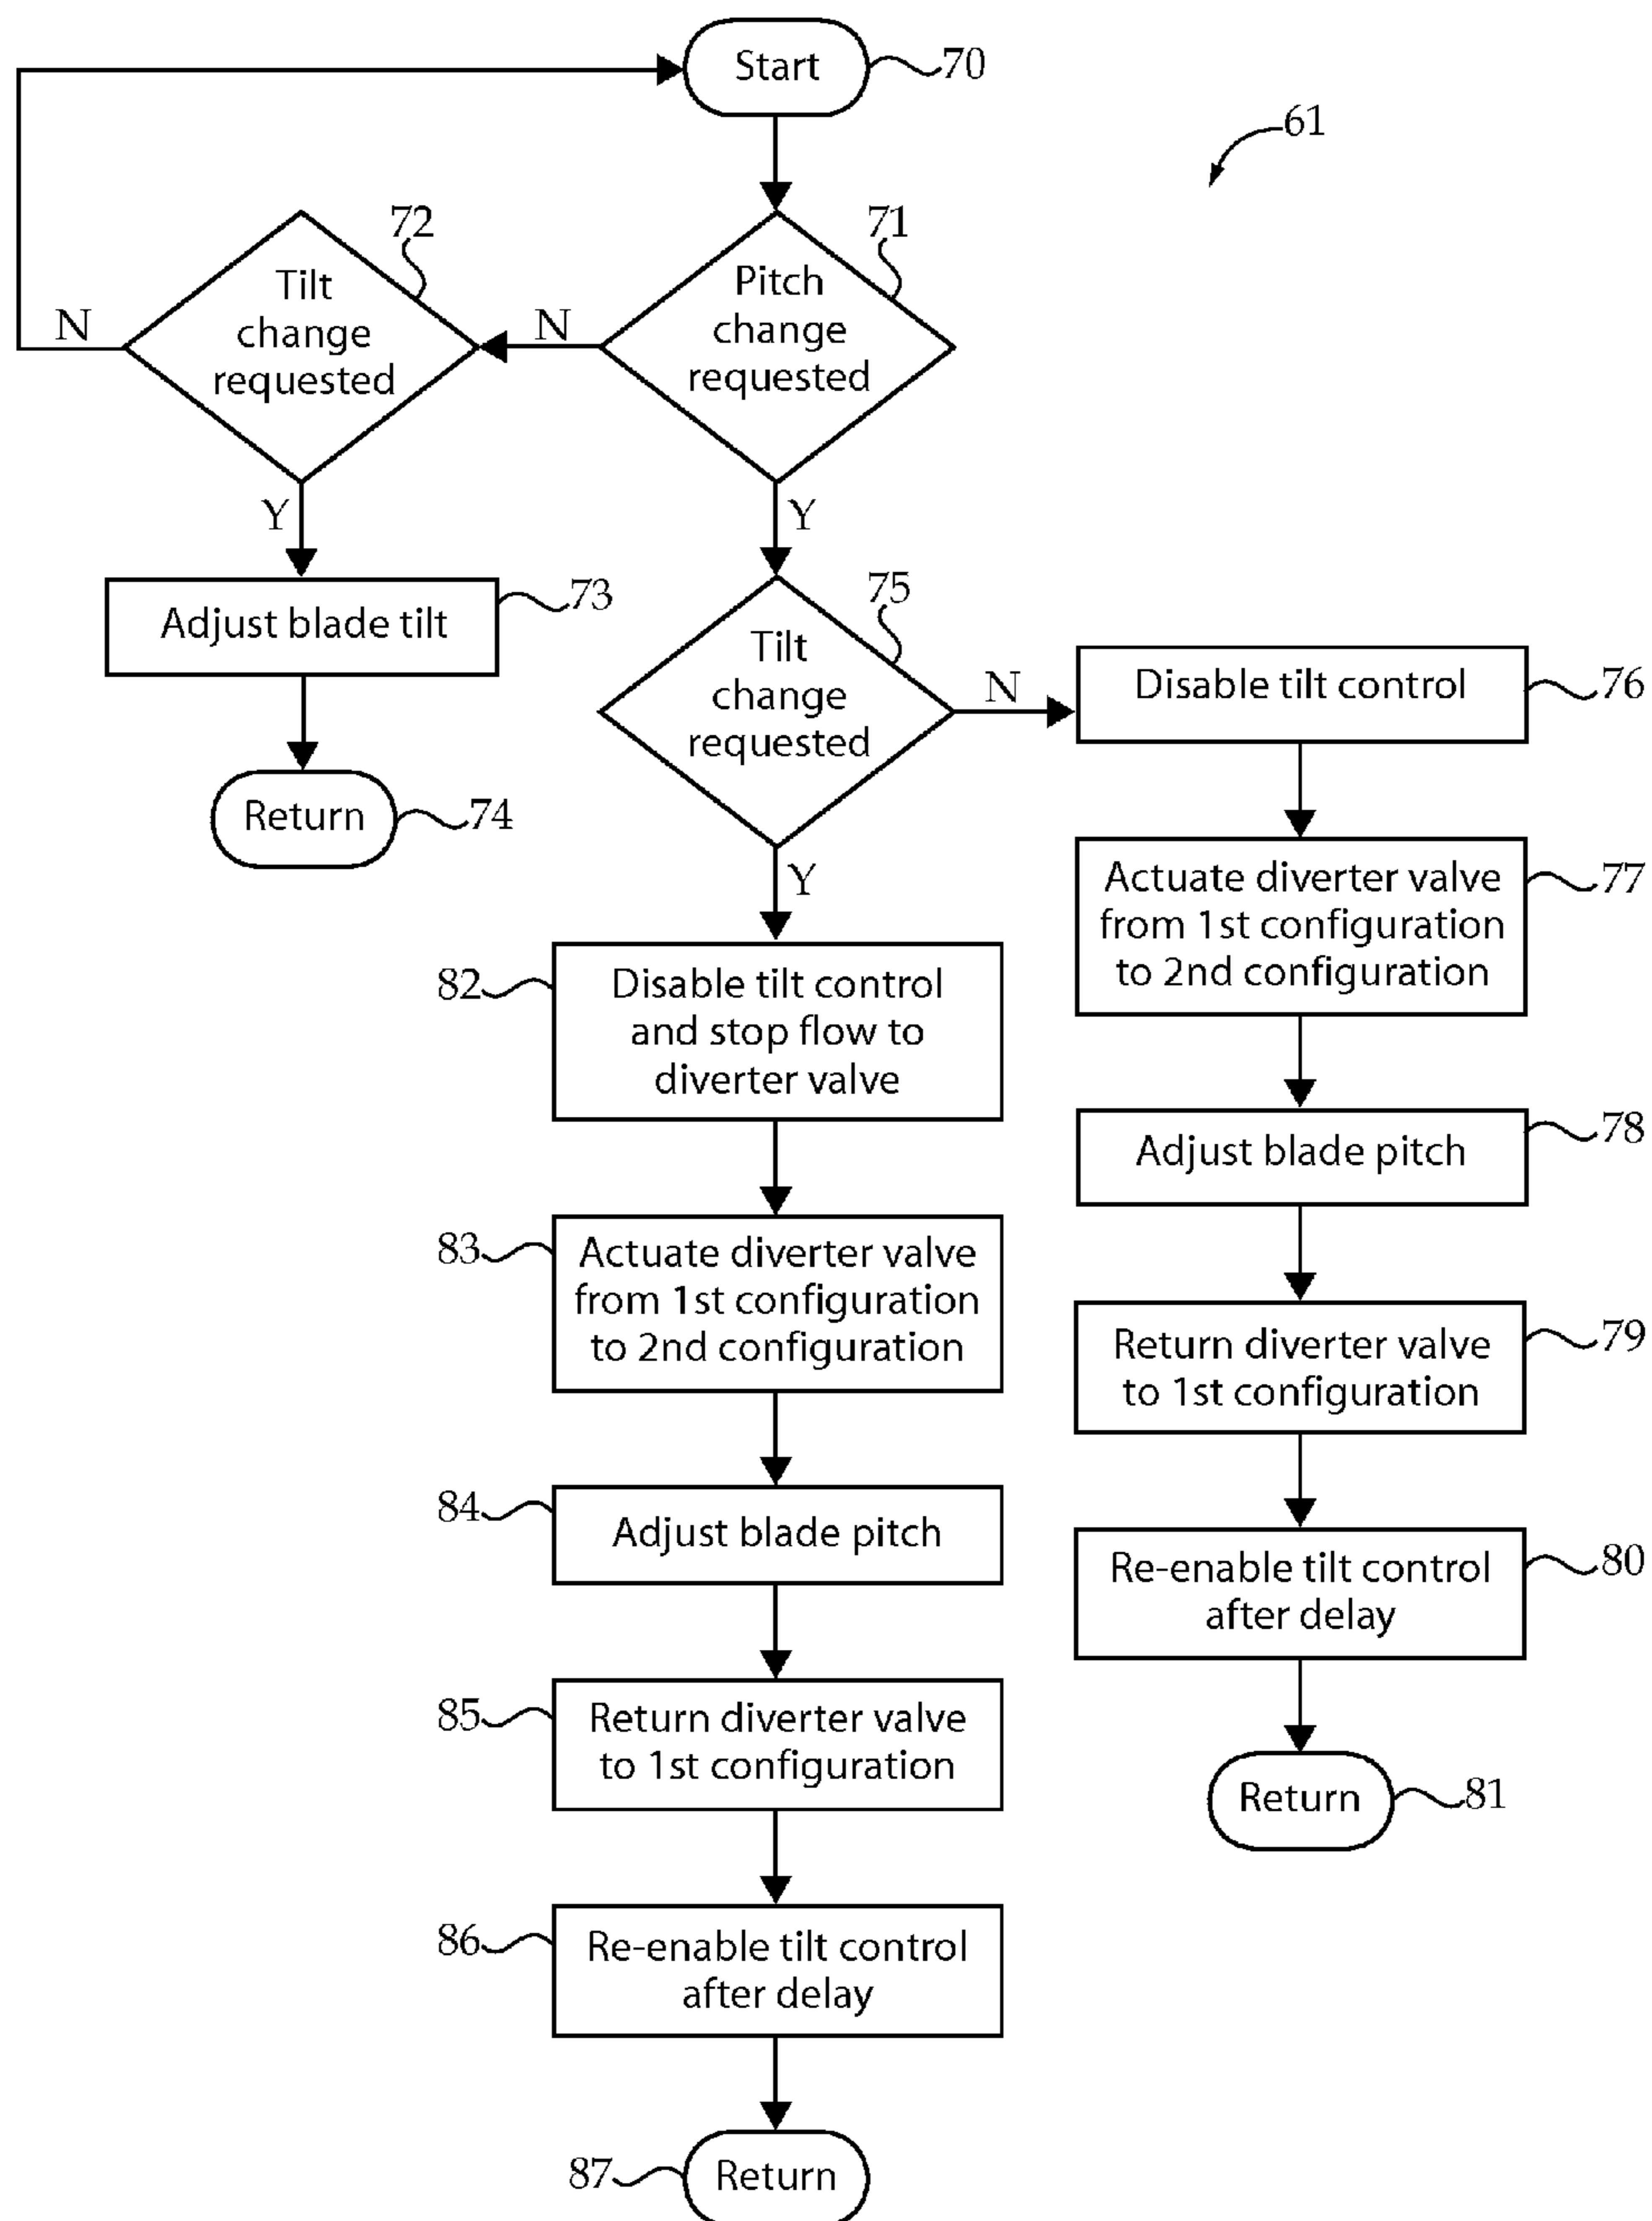 Start
70
61
72
Tilt
change
requested
N
N
71
Pitch
change
requested
Y
Y
Adjust blade tilt
73
Return
74
75
Tilt
change
requested
N
Y
Disable tilt control
76
Actuate diverter valve
from 1st configuration
to 2nd configuration
77
Adjust blade pitch
78
Return diverter valve
to 1st configuration
79
Re-enable tilt control
after delay
80
Return
81
82
Disable tilt control
and stop flow to
diverter valve
83
Actuate diverter valve
from 1st configuration
to 2nd configuration
84
Adjust blade pitch
85
Return diverter valve
to 1st configuration
86
Re-enable tilt control
after delay
87
Return